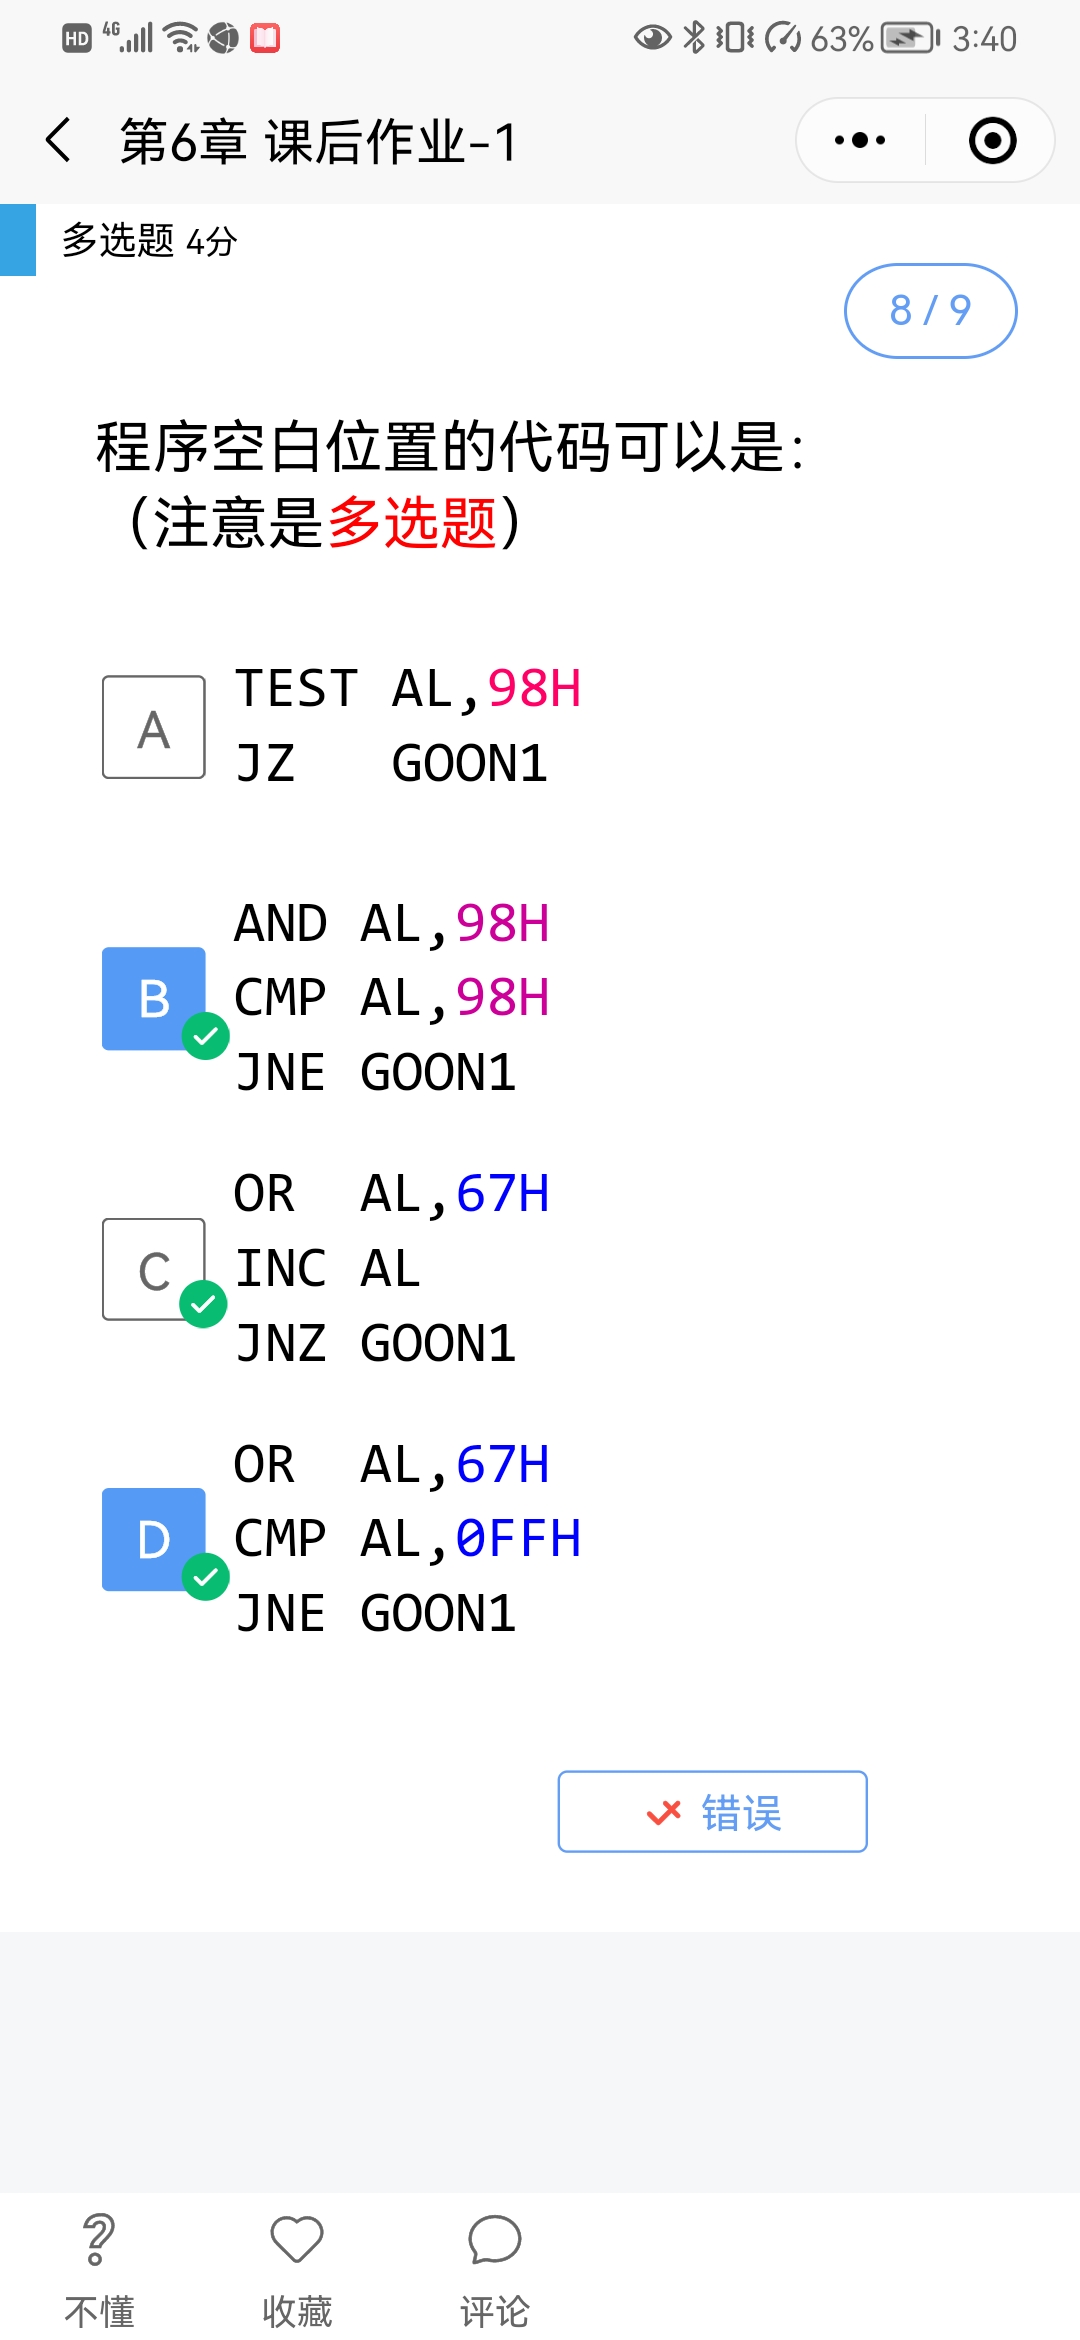 HD 4G 63% 3:40
第6章 课后作业-1
多选题 4分
8 / 9
程序空白位置的代码可以是：
（注意是多选题）
A
TEST AL,98H
JZ   GOON1
B
AND AL,98H
CMP AL,98H
JNE GOON1
C
OR  AL,67H
INC AL
JNZ GOON1
D
OR  AL,67H
CMP AL,0FFH
JNE GOON1
错误
不懂 收藏 评论